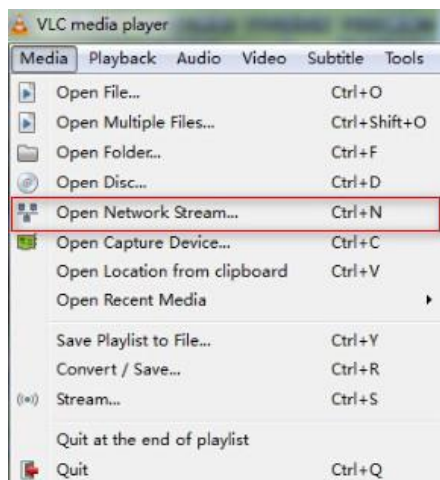 VLC media player
Media Playback Audio Video Subtitle Tools
Open File... Ctrl+O
Open Multiple Files... Ctrl+Shift+O
Open Folder... Ctrl+F
Open Disc... Ctrl+D
Open Network Stream... Ctrl+N
Open Capture Device... Ctrl+C
Open Location from clipboard Ctrl+V
Open Recent Media
Save Playlist to File... Ctrl+Y
Convert / Save... Ctrl+R
Stream... Ctrl+S
Quit at the end of playlist
Quit Ctrl+Q